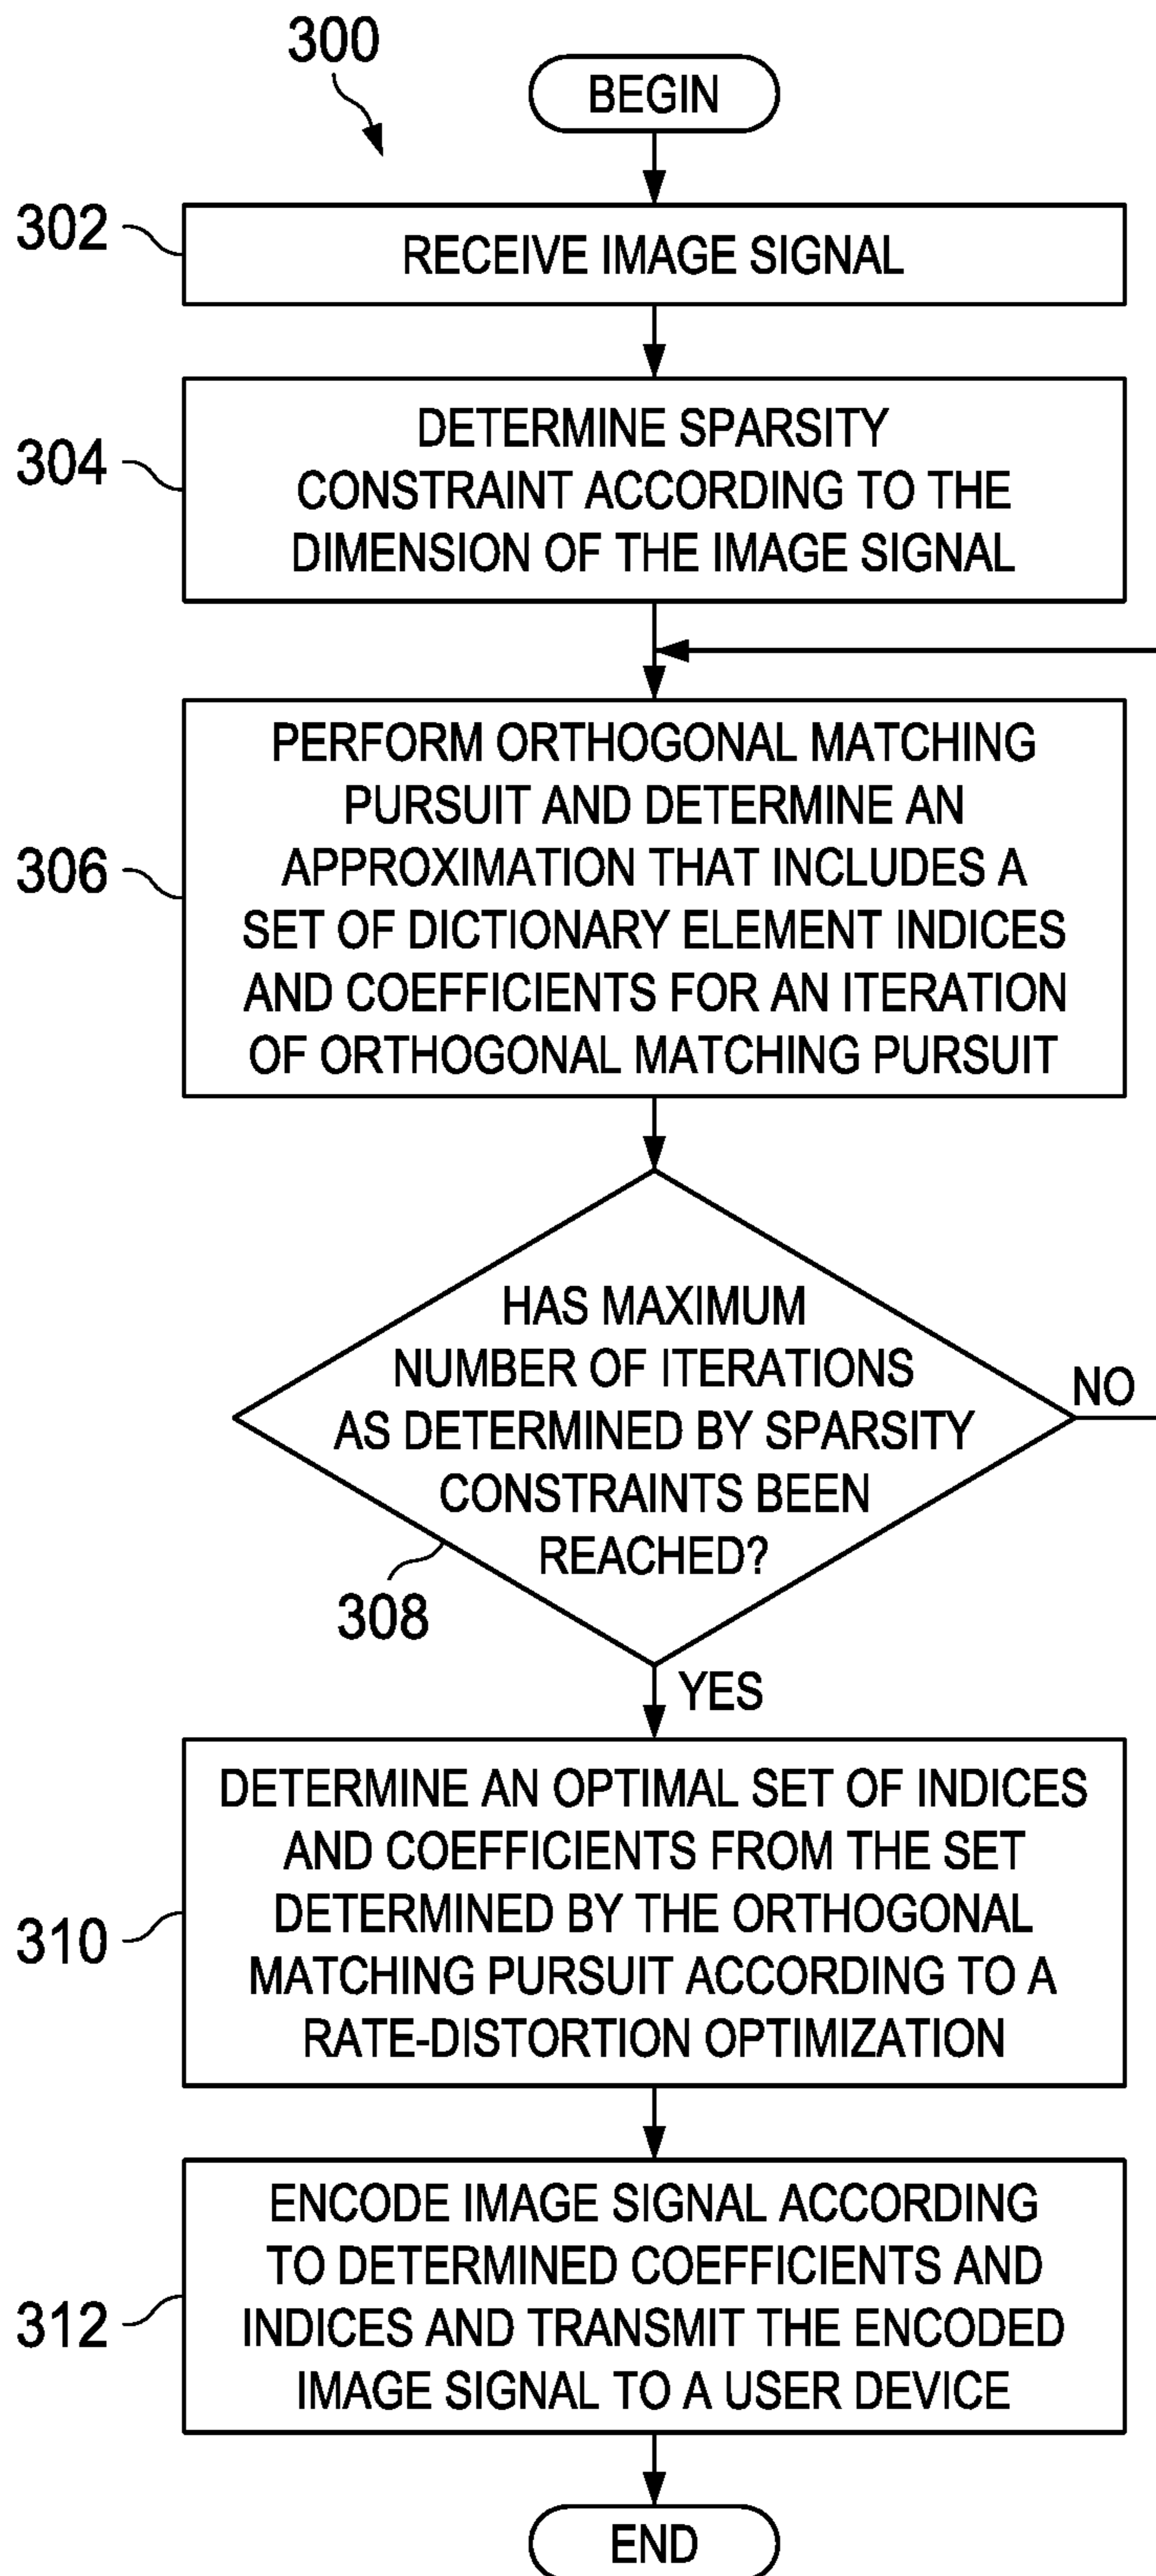 300
BEGIN
302
RECEIVE IMAGE SIGNAL
304
DETERMINE SPARSITY
CONSTRAINT ACCORDING TO THE
DIMENSION OF THE IMAGE SIGNAL
306
PERFORM ORTHOGONAL MATCHING
PURSUIT AND DETERMINE AN
APPROXIMATION THAT INCLUDES A
SET OF DICTIONARY ELEMENT INDICES
AND COEFFICIENTS FOR AN ITERATION
OF ORTHOGONAL MATCHING PURSUIT
HAS MAXIMUM
NUMBER OF ITERATIONS
AS DETERMINED BY SPARSITY
CONSTRAINTS BEEN
REACHED?
NO
308
YES
310
DETERMINE AN OPTIMAL SET OF INDICES
AND COEFFICIENTS FROM THE SET
DETERMINED BY THE ORTHOGONAL
MATCHING PURSUIT ACCORDING TO A
RATE-DISTORTION OPTIMIZATION
312
ENCODE IMAGE SIGNAL ACCORDING
TO DETERMINED COEFFICIENTS AND
INDICES AND TRANSMIT THE ENCODED
IMAGE SIGNAL TO A USER DEVICE
END